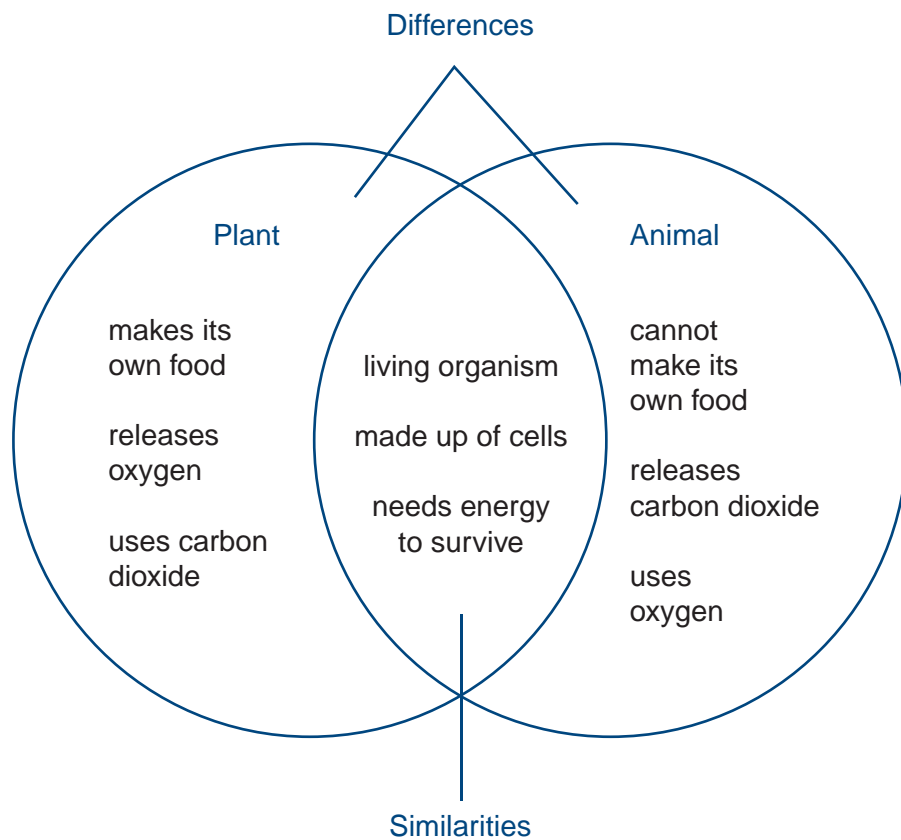 Differences
Plant
makes its
own food
releases
oxygen
uses carbon
dioxide
living organism
made up of cells
needs energy
to survive
Animal
cannot
make its
own food
releases
carbon dioxide
uses
oxygen
Similarities